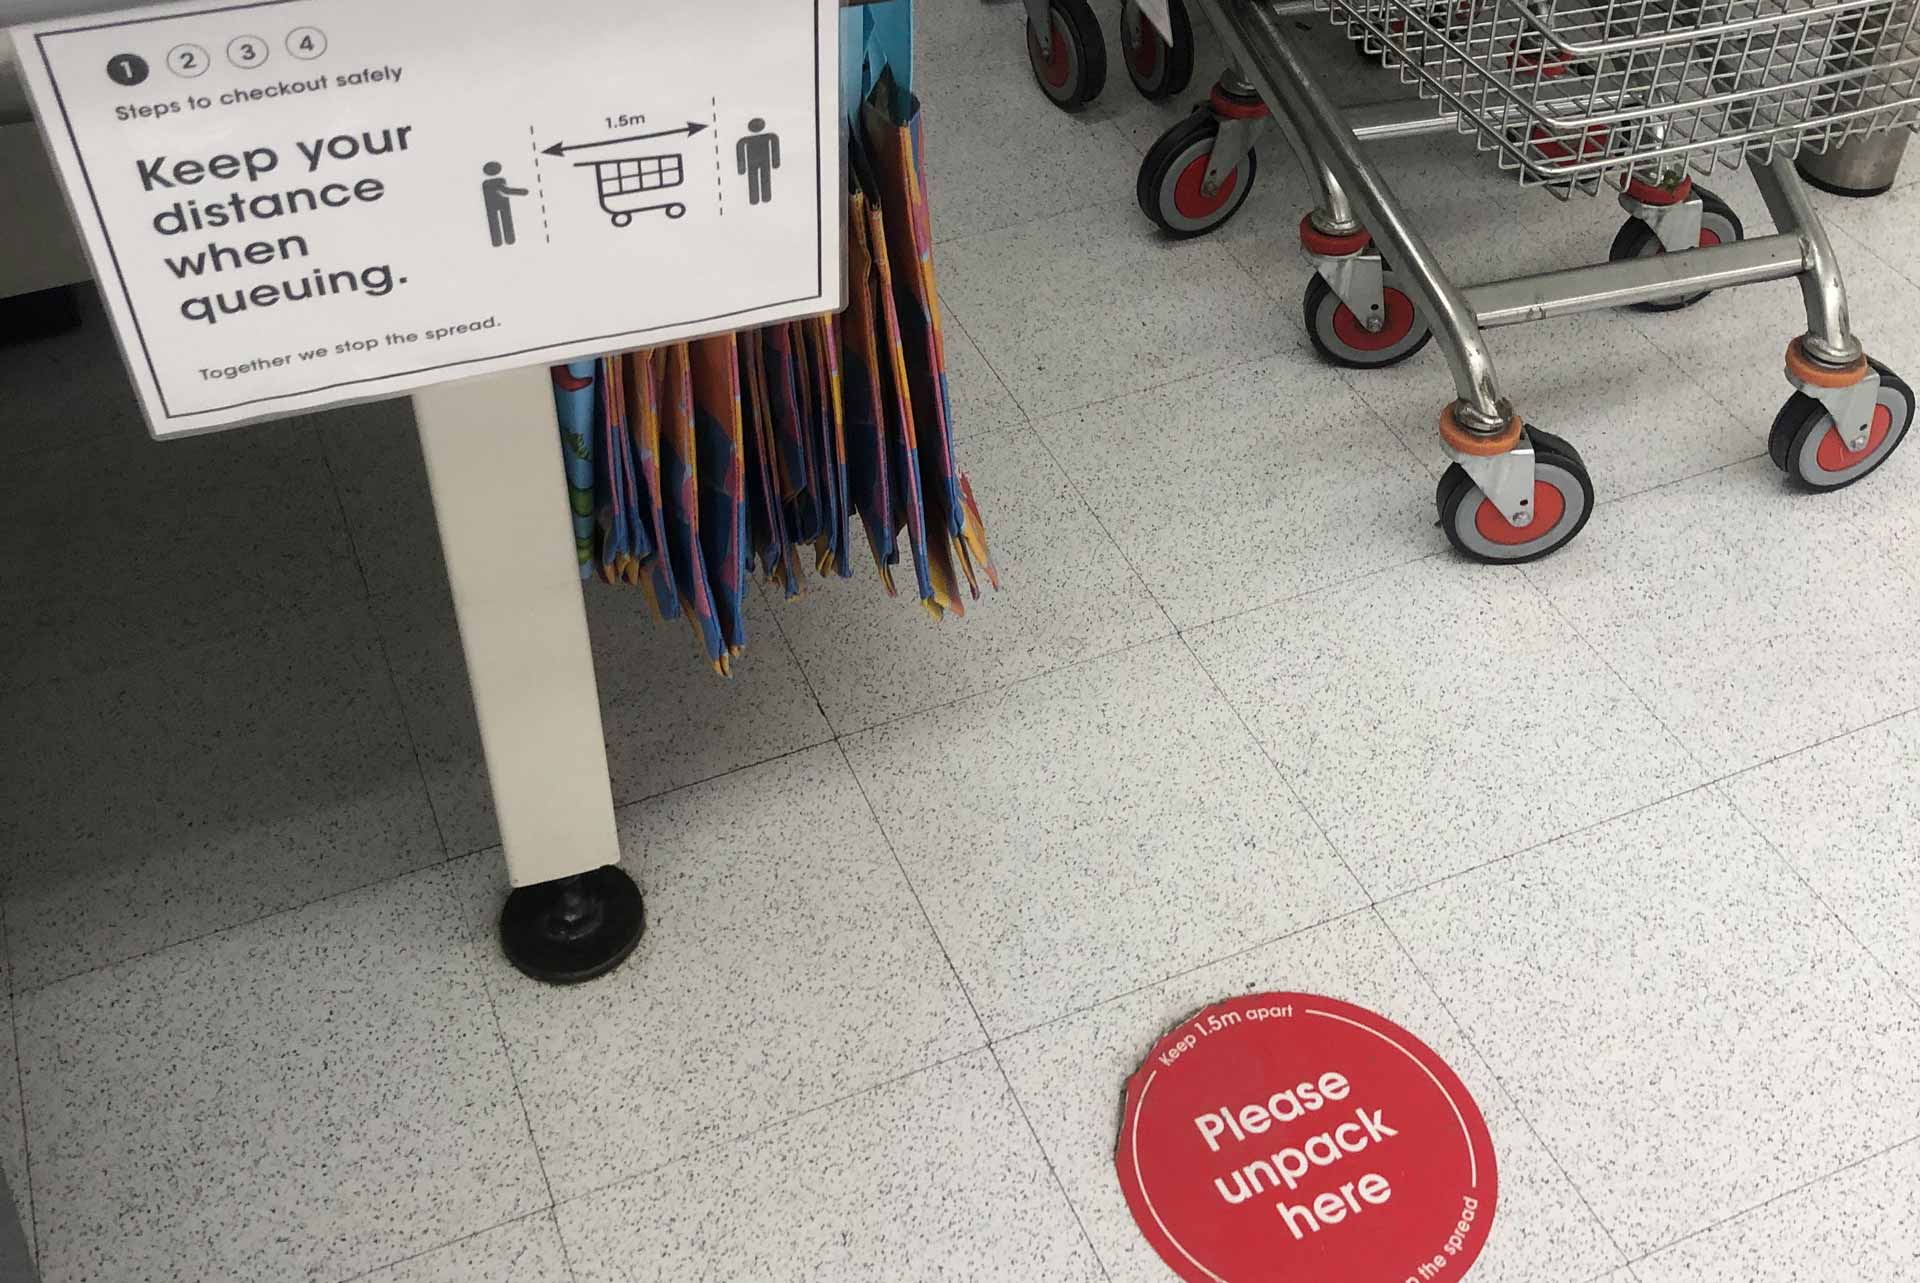 1 2 3 4
Steps to checkout safely
Keep your
distance
when
queuing.
1.5m
Together we stop the spread.
Keep 1.5m apart
Please
unpack
here
the spread